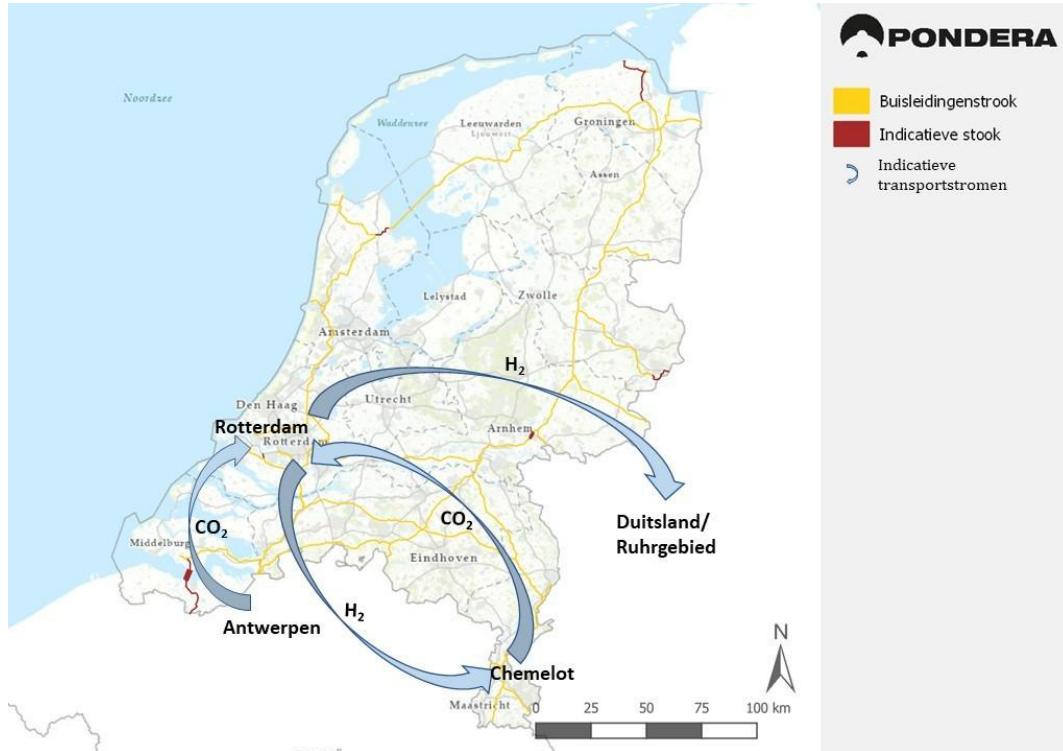 PONDERA
Buisleidingenstrook
Indicatieve stook
Indicatieve
transportstromen
Noordzee
Waddenzee
Leeuwarden
Ljouwert
Groningen
Assen
Lelystad
Zwolle
Amsterdam
H₂
Den Haag
Utrecht
Arnhem
Rotterdam
Rotterdam
CO₂
CO₂
Middelburg
Duitsland/
Ruhrgebied
Eindhoven
H₂
Antwerpen
Chemelot
Maastricht
N
0 25 50 75 100 km